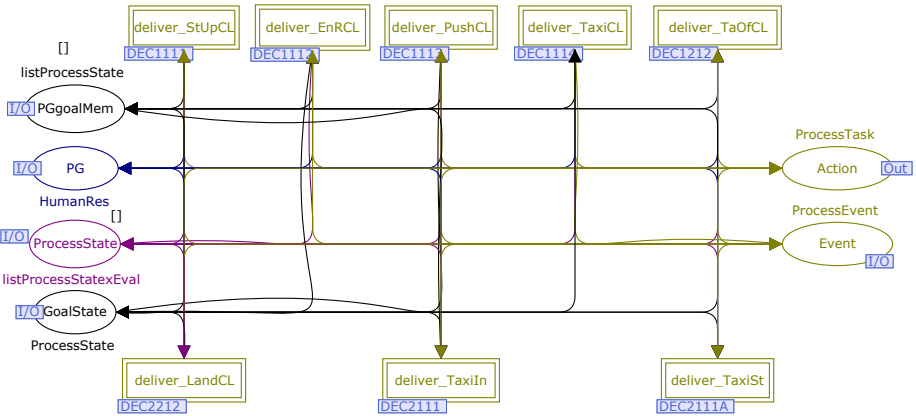 deliver_StUpCL
deliver_EnRCL
deliver_PushCL
deliver_TaxiCL
deliver_TaOfCL
DEC1111
DEC1112
DEC1113
DEC1114
DEC1212
[]
listProcessState
I/O
PGgoalMem
ProcessTask
I/O
PG
Action
Out
HumanRes
[]
ProcessEvent
I/O
ProcessState
Event
I/O
listProcessStatexEval
I/O
GoalState
ProcessState
deliver_LandCL
deliver_TaxiIn
deliver_TaxiSt
DEC2212
DEC2111
DEC2111A